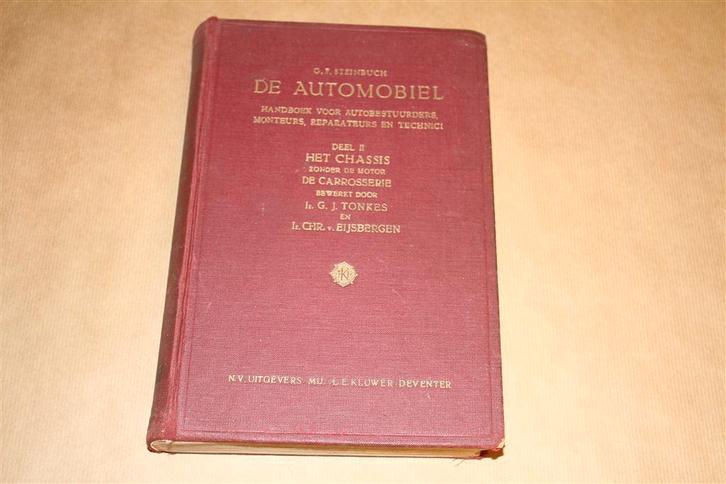 G. F. STEINBUCH
DE AUTOMOBIEL
HANDBOEK VOOR AUTOBESTUURDERS,
MONTEURS, REPARATEURS EN TECHNICI
DEEL II
HET CHASSIS
ZONDER DE MOTOR
DE CARROSSERIE
BEWERKT DOOR
Ir. G. J. TONKES
EN
Ir. CHR. v. EIJSBERGEN
N.V. UITGEVERS MIJ. Æ. E. KLUWER-DEVENTER